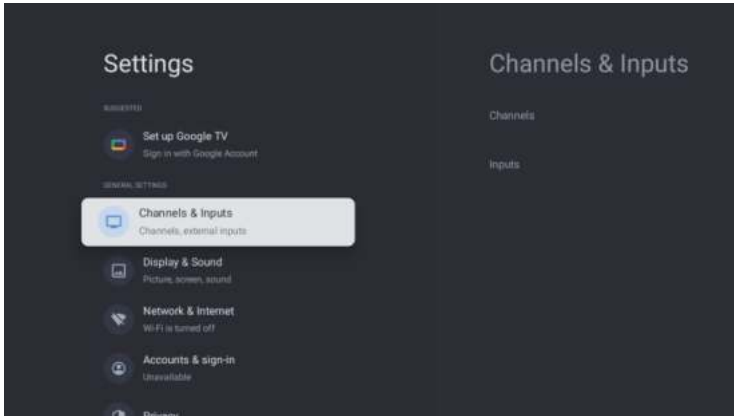 Settings
SUGGESTED
Set up Google TV
Sign in with Google Account
GENERAL SETTINGS
Channels & Inputs
Channels, external inputs
Display & Sound
Picture, screen, sound
Network & Internet
Wi-Fi is turned off
Accounts & sign-in
Unavailable
Privacy
Channels & Inputs
Channels
Inputs